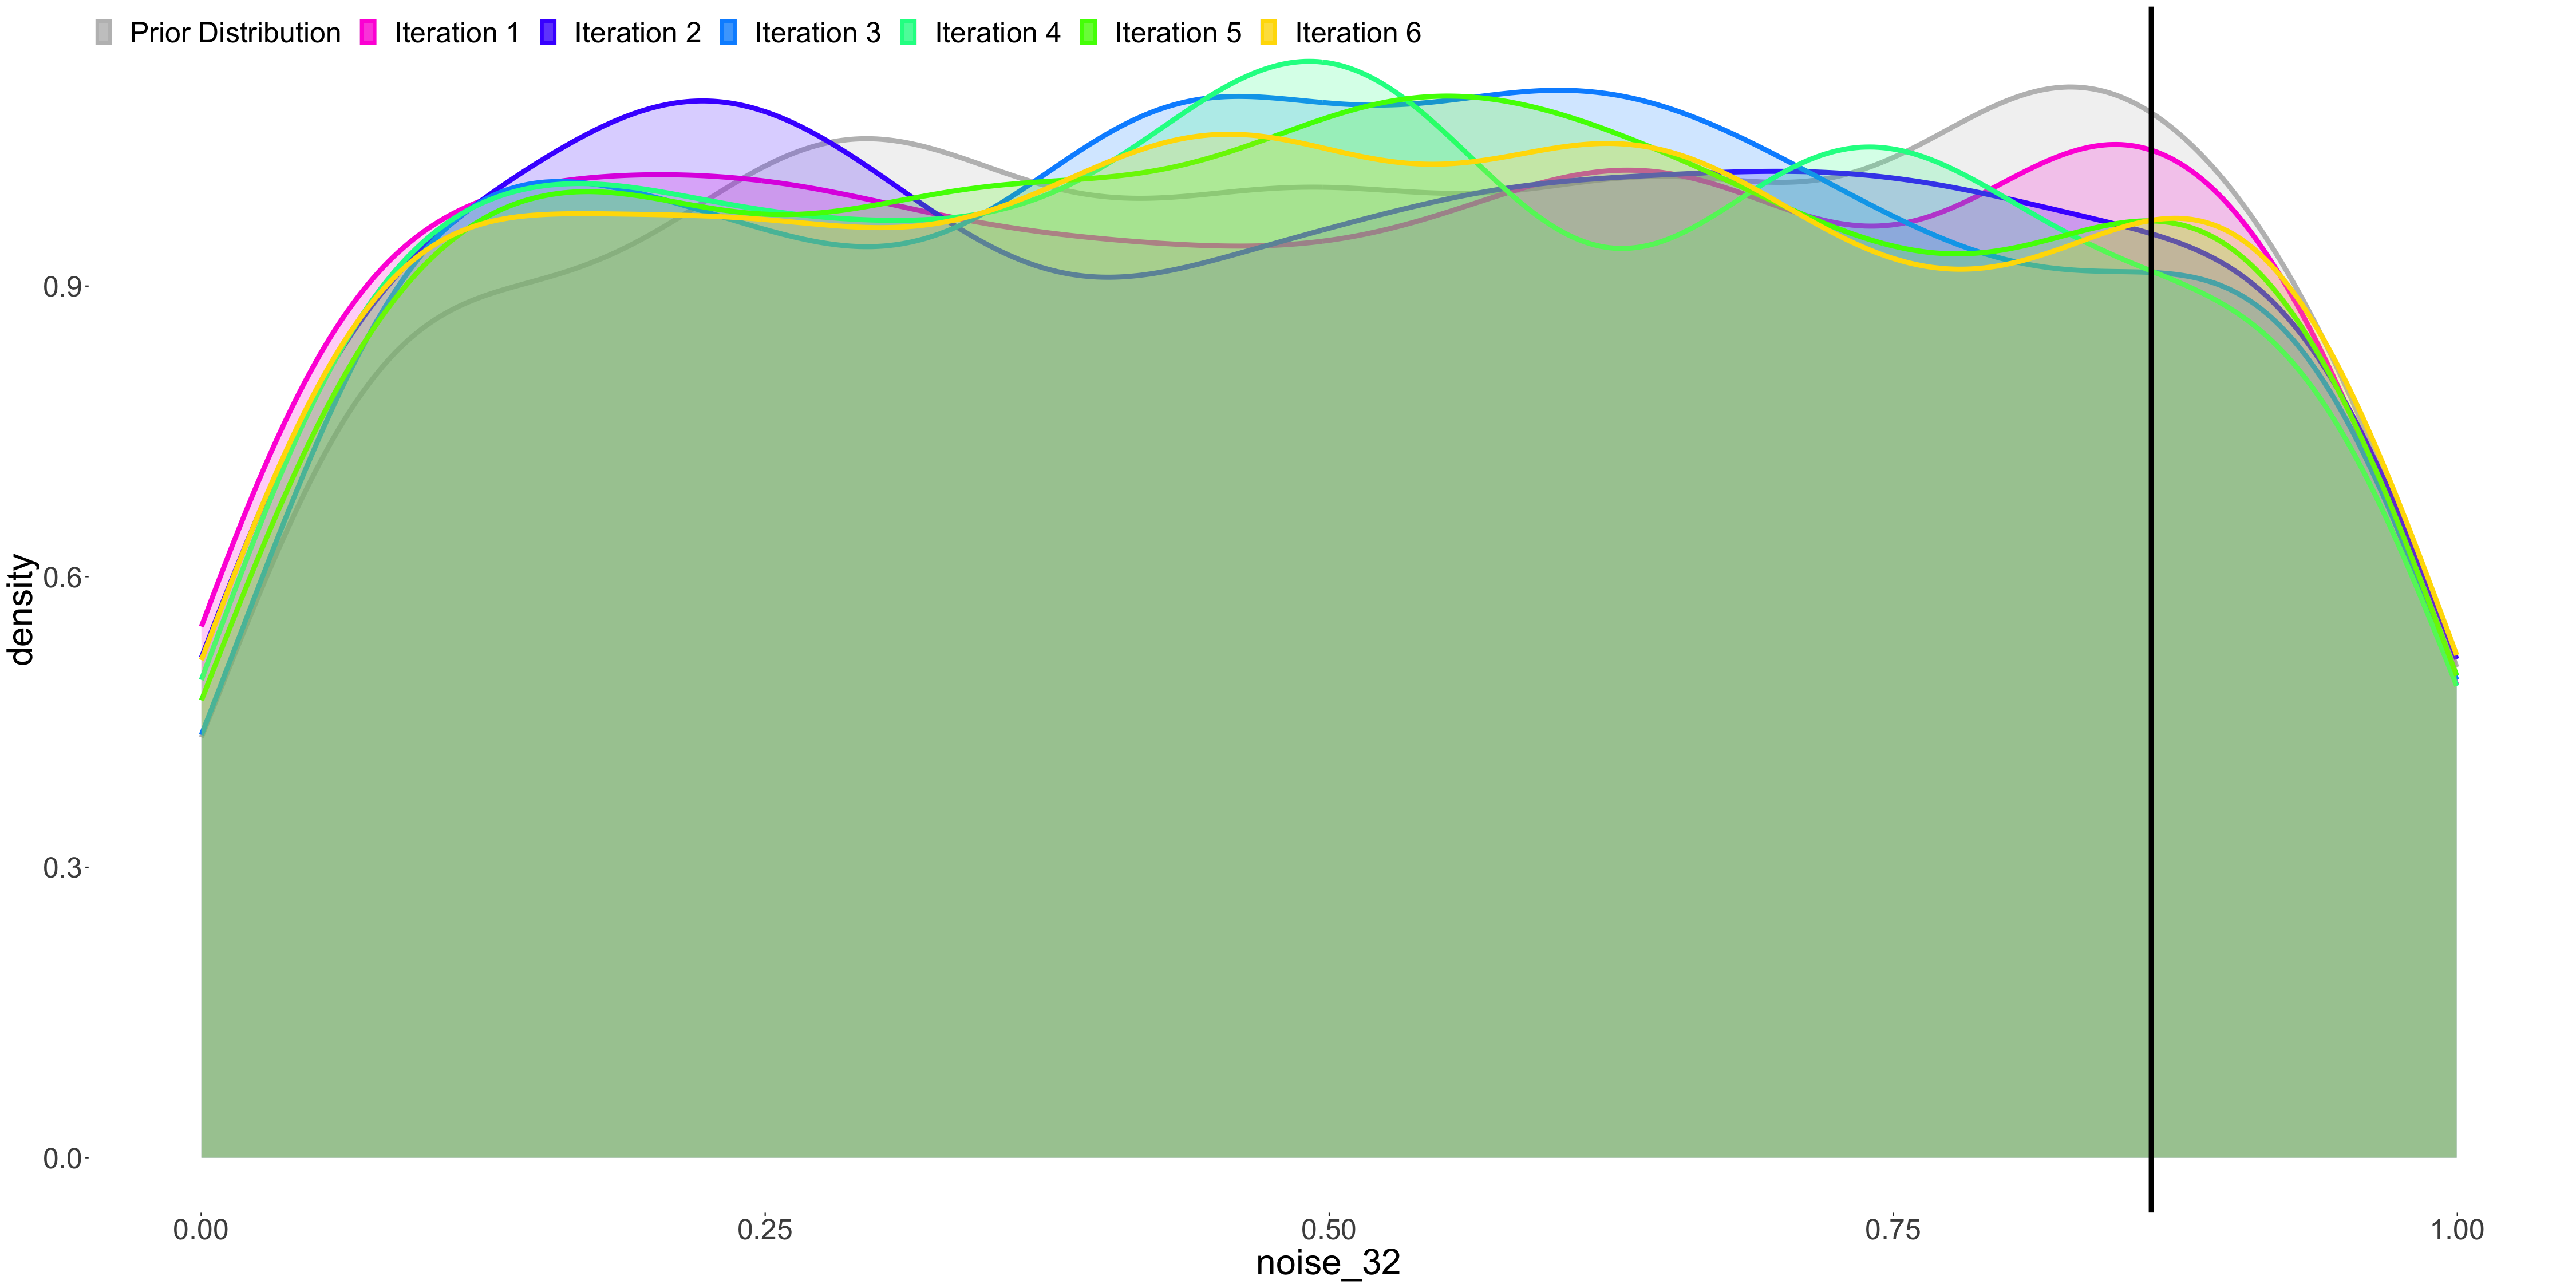 Prior Distribution Iteration 1 Iteration 2 Iteration 3 Iteration 4 Iteration 5 Iteration 6
0.9
0.6
0.3
0.0
density
0.00 0.25 0.50 0.75 1.00
noise_32